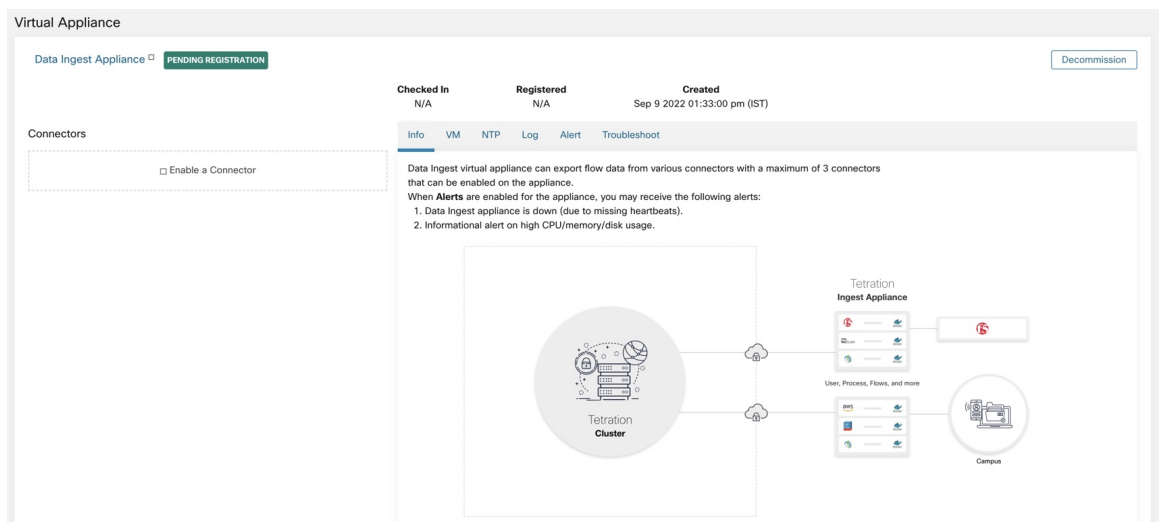 Virtual Appliance
Data Ingest Appliance
PENDING REGISTRATION
Decommission
Checked In
N/A
Registered
N/A
Created
Sep 9 2022 01:33:00 pm (IST)
Connectors
Enable a Connector
Info VM NTP Log Alert Troubleshoot
Data Ingest virtual appliance can export flow data from various connectors with a maximum of 3 connectors
that can be enabled on the appliance.
When Alerts are enabled for the appliance, you may receive the following alerts:
1. Data Ingest appliance is down (due to missing heartbeats).
2. Informational alert on high CPU/memory/disk usage.
Tetration
Cluster
Tetration
Ingest Appliance
User, Process, Flows, and more
aws
Campus